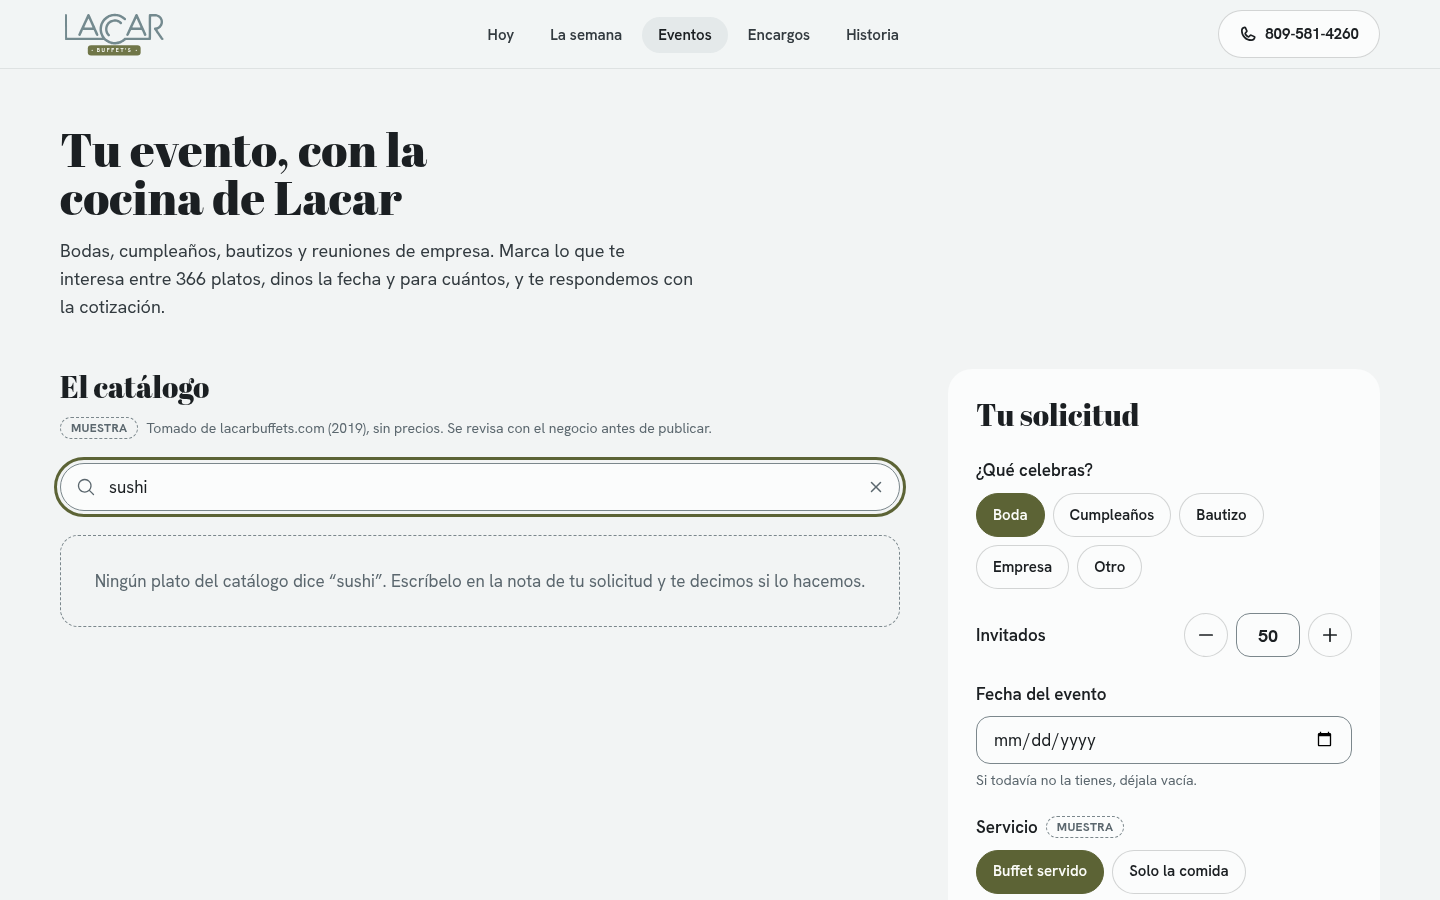 LACAR
• BUFFET'S •
Hoy
La semana
Eventos
Encargos
Historia
809-581-4260
Tu evento, con la
cocina de Lacar
Bodas, cumpleaños, bautizos y reuniones de empresa. Marca lo que te
interesa entre 366 platos, dinos la fecha y para cuántos, y te respondemos con
la cotización.
El catálogo
MUESTRA Tomado de lacarbuffets.com (2019), sin precios. Se revisa con el negocio antes de publicar.
sushi
Ningún plato del catálogo dice “sushi”. Escríbelo en la nota de tu solicitud y te decimos si lo hacemos.
Tu solicitud
¿Qué celebras?
Boda
Cumpleaños
Bautizo
Empresa
Otro
Invitados
50
Fecha del evento
mm/dd/yyyy
Si todavía no la tienes, déjala vacía.
Servicio MUESTRA
Buffet servido
Solo la comida